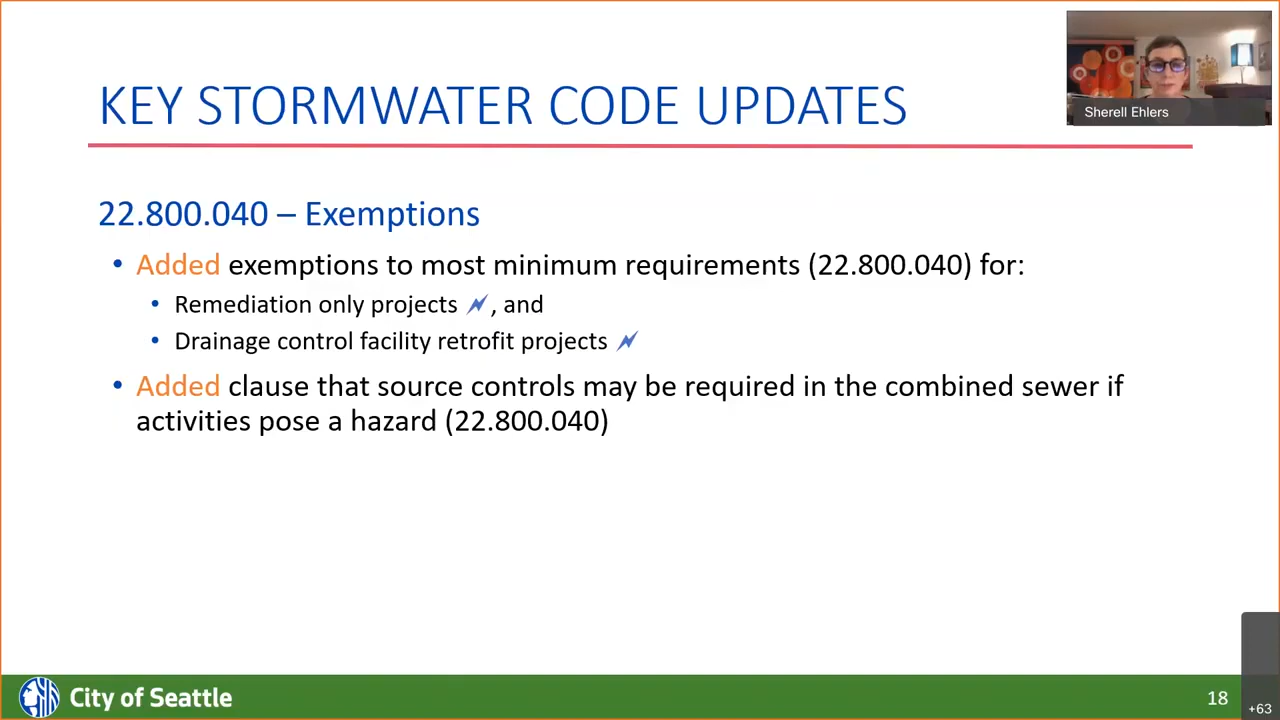 KEY STORMWATER CODE UPDATES
Sherell Ehlers
22.800.040 – Exemptions
• Added exemptions to most minimum requirements (22.800.040) for:
• Remediation only projects , and
• Drainage control facility retrofit projects
• Added clause that source controls may be required in the combined sewer if
activities pose a hazard (22.800.040)
City of Seattle
18
+63